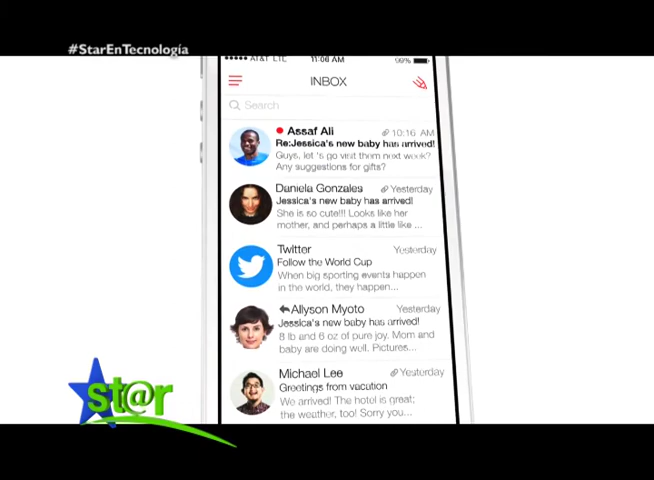 #StarEnTecnología
AT&T LTE 11:06 AM 99%
INBOX
Search
Assaf Ali 10:16 AM
Re:Jessica's new baby has arrived!
Guys, let 's go visit them next week?
Any suggestions for gifts?
Daniela Gonzales Yesterday
Jessica's new baby has arrived!
She is so cute!!! Looks like her
mother, and perhaps a little like ...
Twitter Yesterday
Follow the World Cup
When big sporting events happen
in the world, they happen...
Allyson Myoto Yesterday
Jessica's new baby has arrived!
8 lb and 6 oz of pure joy. Mom and
baby are doing well. Pictures...
Michael Lee Yesterday
Greetings from vacation
We arrived! The hotel is great;
the weather, too! Sorry you...
st@r